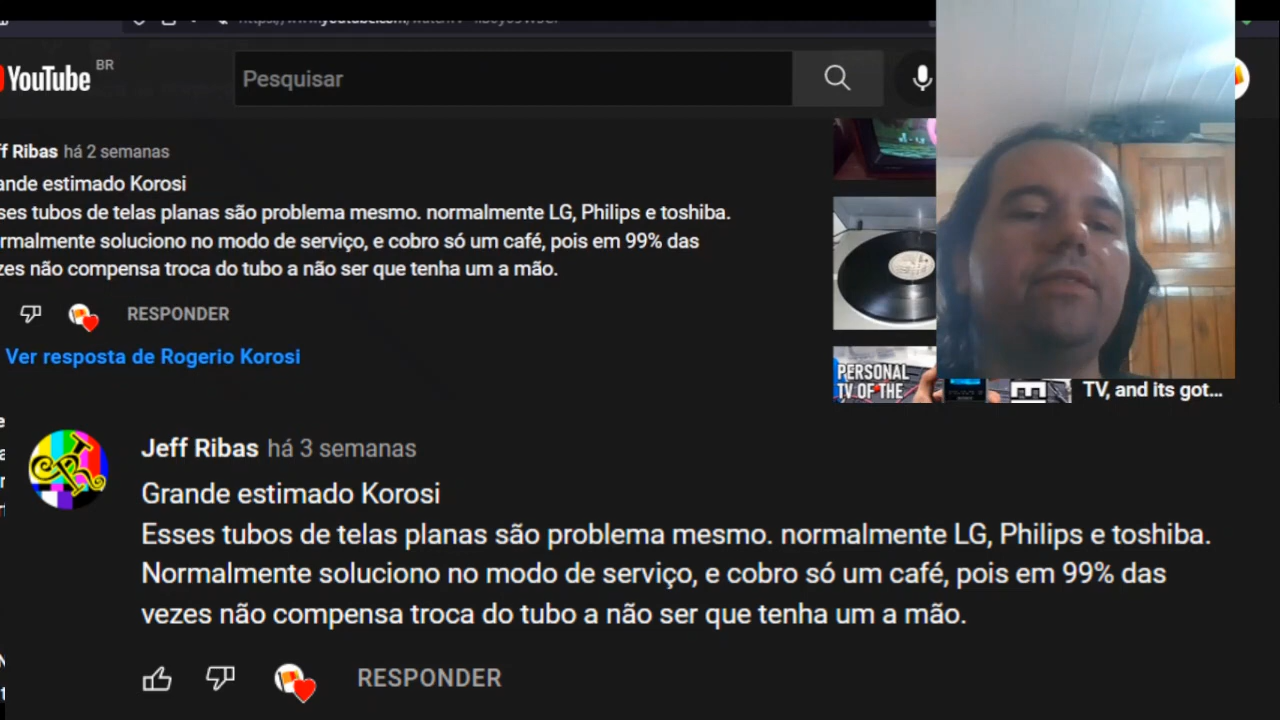 YouTube BR
Pesquisar
f Ribas há 2 semanas
ande estimado Korosi
ses tubos de telas planas são problema mesmo. normalmente LG, Philips e toshiba.
rmalmente soluciono no modo de serviço, e cobro só um café, pois em 99% das
zes não compensa troca do tubo a não ser que tenha um a mão.
RESPONDER
Ver resposta de Rogerio Korosi
PERSONAL
TV OF THE
TV, and its got...
Jeff Ribas há 3 semanas
Grande estimado Korosi
Esses tubos de telas planas são problema mesmo. normalmente LG, Philips e toshiba.
Normalmente soluciono no modo de serviço, e cobro só um café, pois em 99% das
vezes não compensa troca do tubo a não ser que tenha um a mão.
RESPONDER